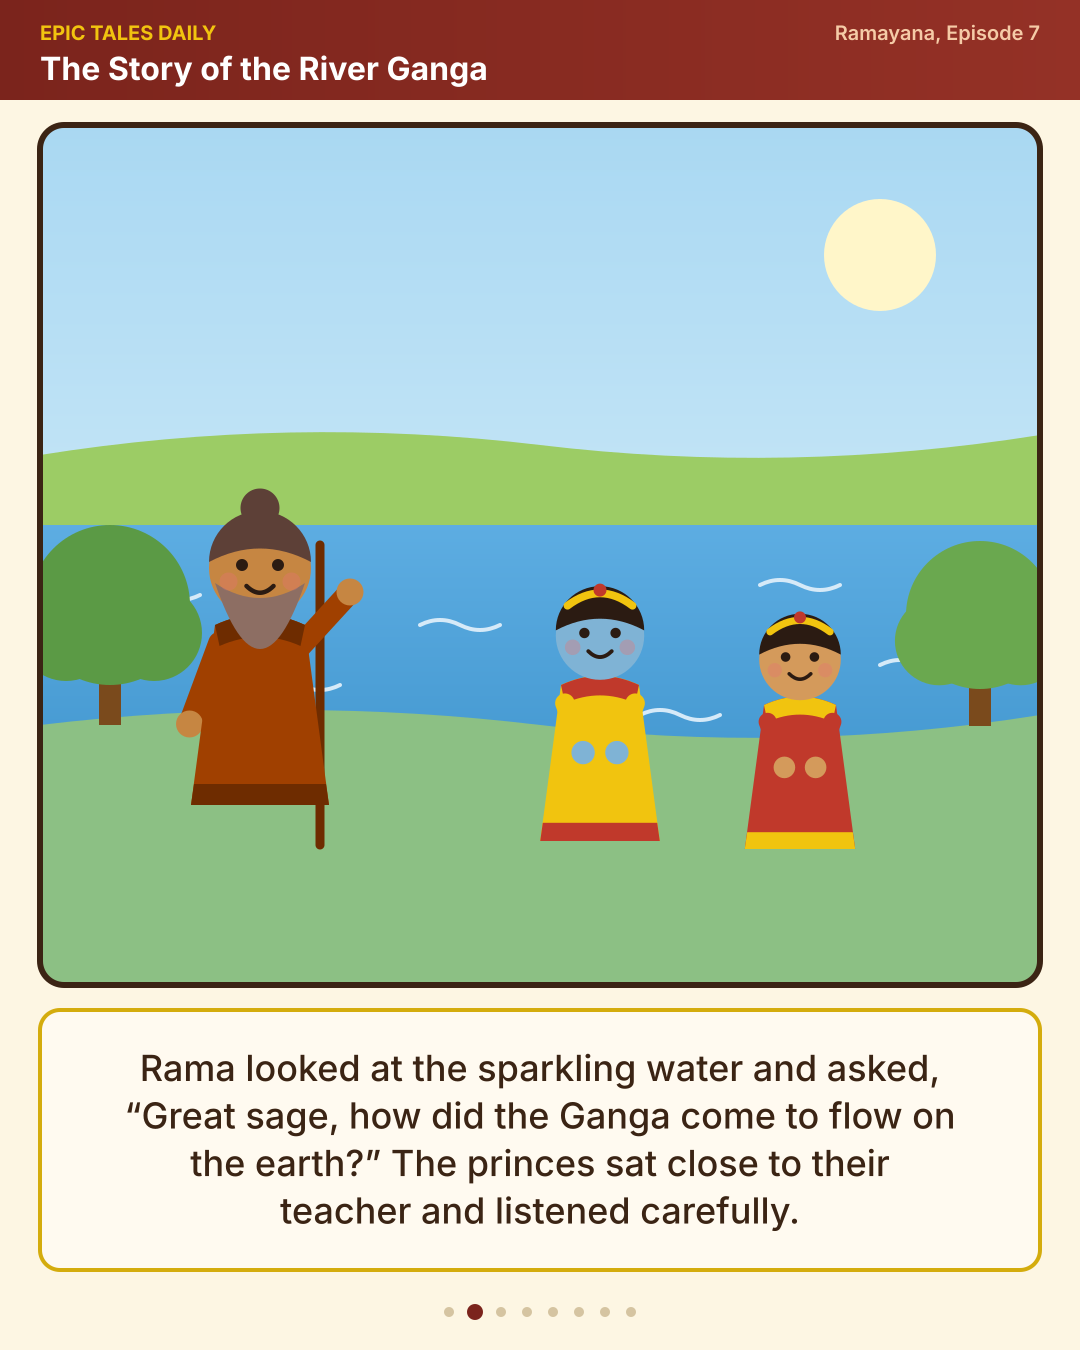 EPIC TALES DAILY
Ramayana, Episode 7
The Story of the River Ganga
Rama looked at the sparkling water and asked,
“Great sage, how did the Ganga come to flow on
the earth?” The princes sat close to their
teacher and listened carefully.